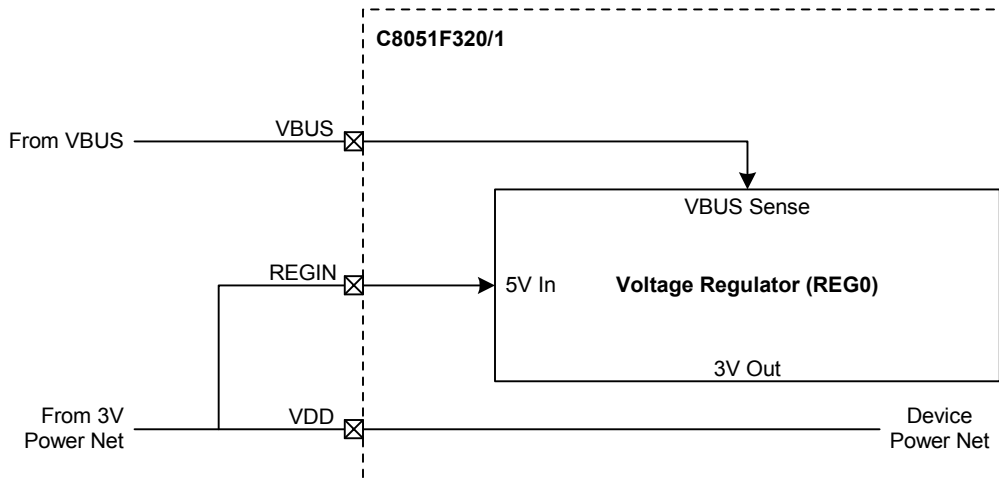 C8051F320/1
From VBUS
VBUS
VBUS Sense
REGIN
5V In
Voltage Regulator (REG0)
3V Out
From 3V
Power Net
VDD
Device
Power Net